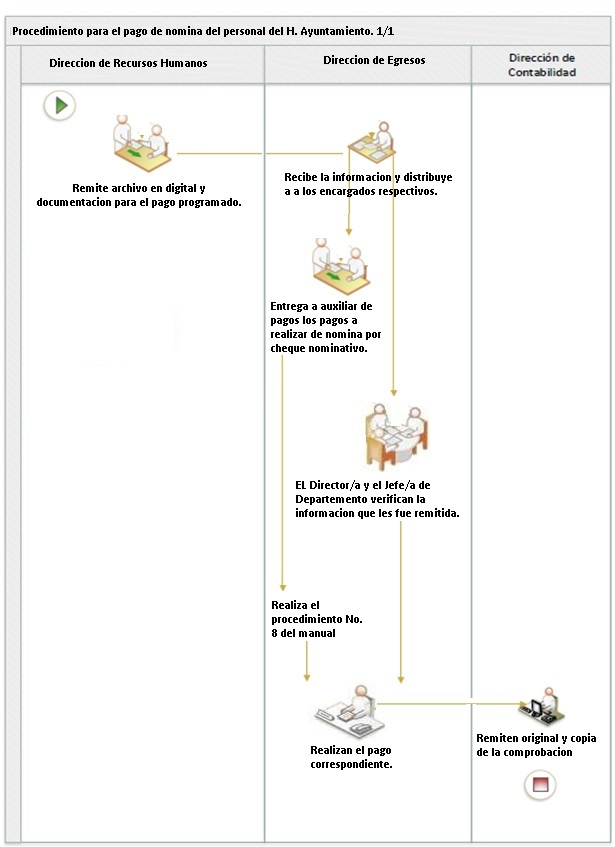 Procedimiento para el pago de nomina del personal del H. Ayuntamiento. 1/1
Direccion de Recursos Humanos
Direccion de Egresos
Dirección de
Contabilidad
Remite archivo en digital y
documentacion para el pago programado.
Recibe la informacion y distribuye
a a los encargados respectivos.
Entrega a auxiliar de
pagos los pagos a
realizar de nomina por
cheque nominativo.
EL Director/a y el Jefe/a de
Departemento verifican la
informacion que les fue remitida.
Realiza el
procedimiento No.
8 del manual
Realizan el pago
correspondiente.
Remiten original y copia
de la comprobacion